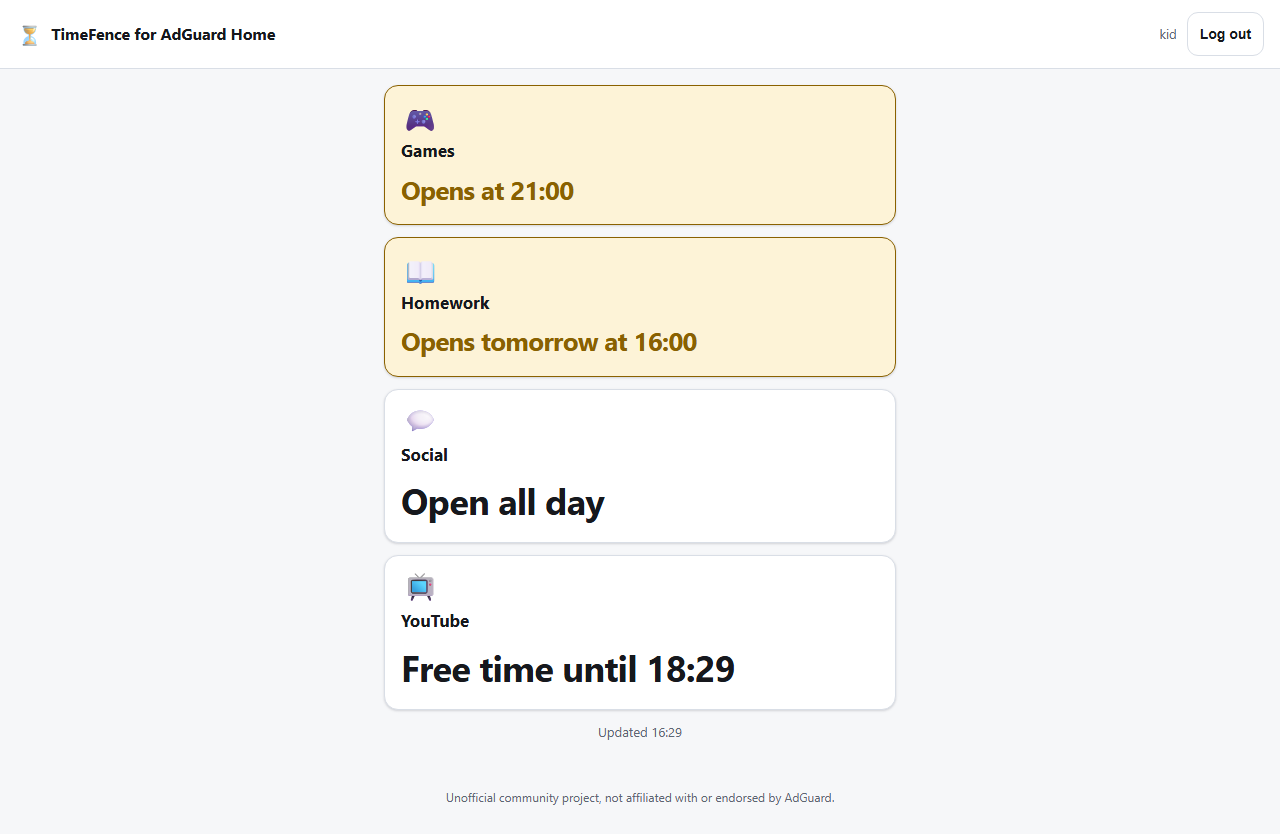 TimeFence for AdGuard Home
kid
Log out
Games
Opens at 21:00
Homework
Opens tomorrow at 16:00
Social
Open all day
YouTube
Free time until 18:29
Updated 16:29
Unofficial community project, not affiliated with or endorsed by AdGuard.